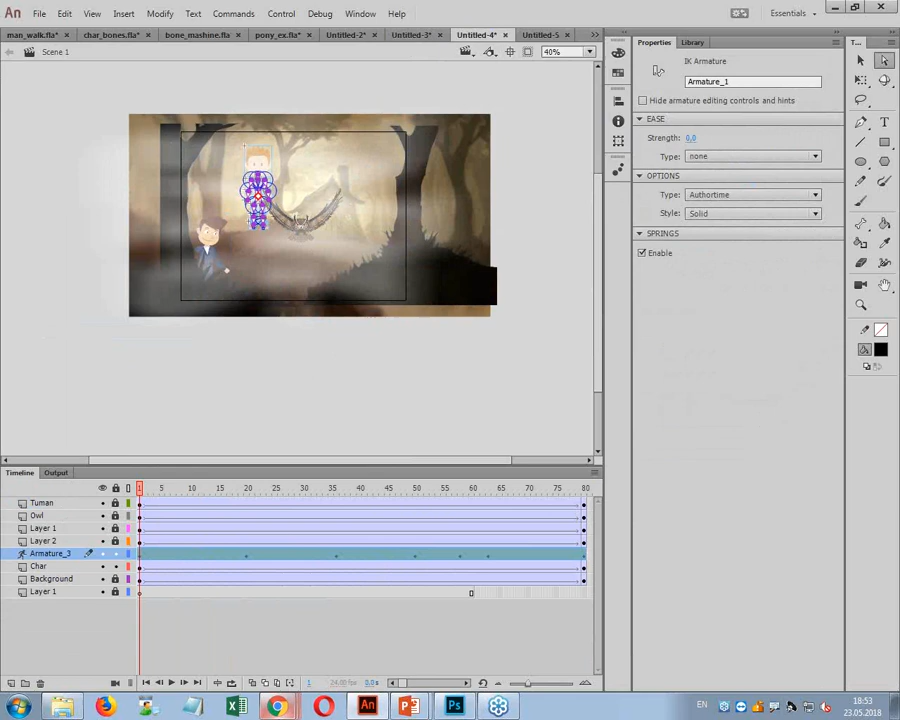 An File Edit View Insert Modify Text Commands Control Debug Window Help Essentials
man_walk.fla* × char_bones.fla* × bone_mashine.fla × pony_ex.fla* × Untitled-2* × Untitled-3* × Untitled-4* × Untitled-5 × >>
Scene 1 40%
Properties Library T...
IK Armature
Armature_1
Hide armature editing controls and hints
EASE
Strength: 0.0
Type: none
OPTIONS
Type: Authortime
Style: Solid
SPRINGS
Enable
Timeline Output
1 5 10 15 20 25 30 35 40 45 50 55 60 65 70 75 80
Tuman
Owl
Layer 1
Layer 2
Armature_3
Char
Background
Layer 1
1 24.00 fps 0.0 s
An Ps
EN 18:53
23.05.2018